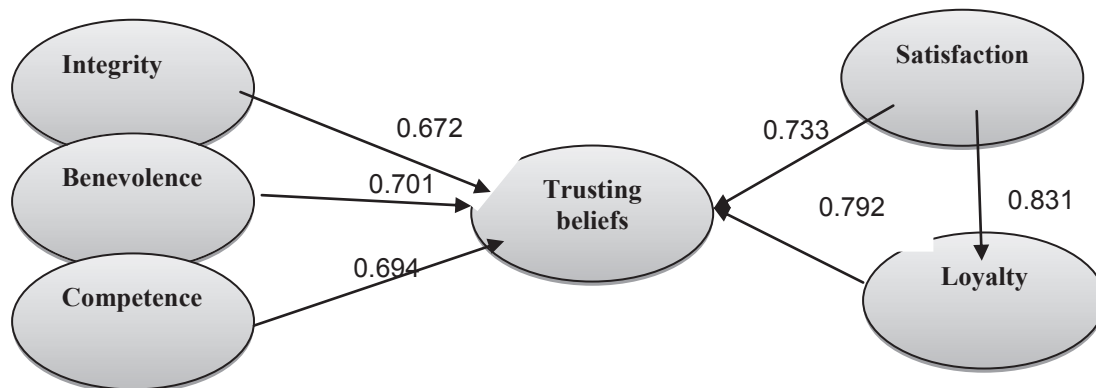 Integrity
Satisfaction
0.672
0.733
Benevolence
0.701
Trusting
beliefs
0.792
0.831
0.694
Competence
Loyalty